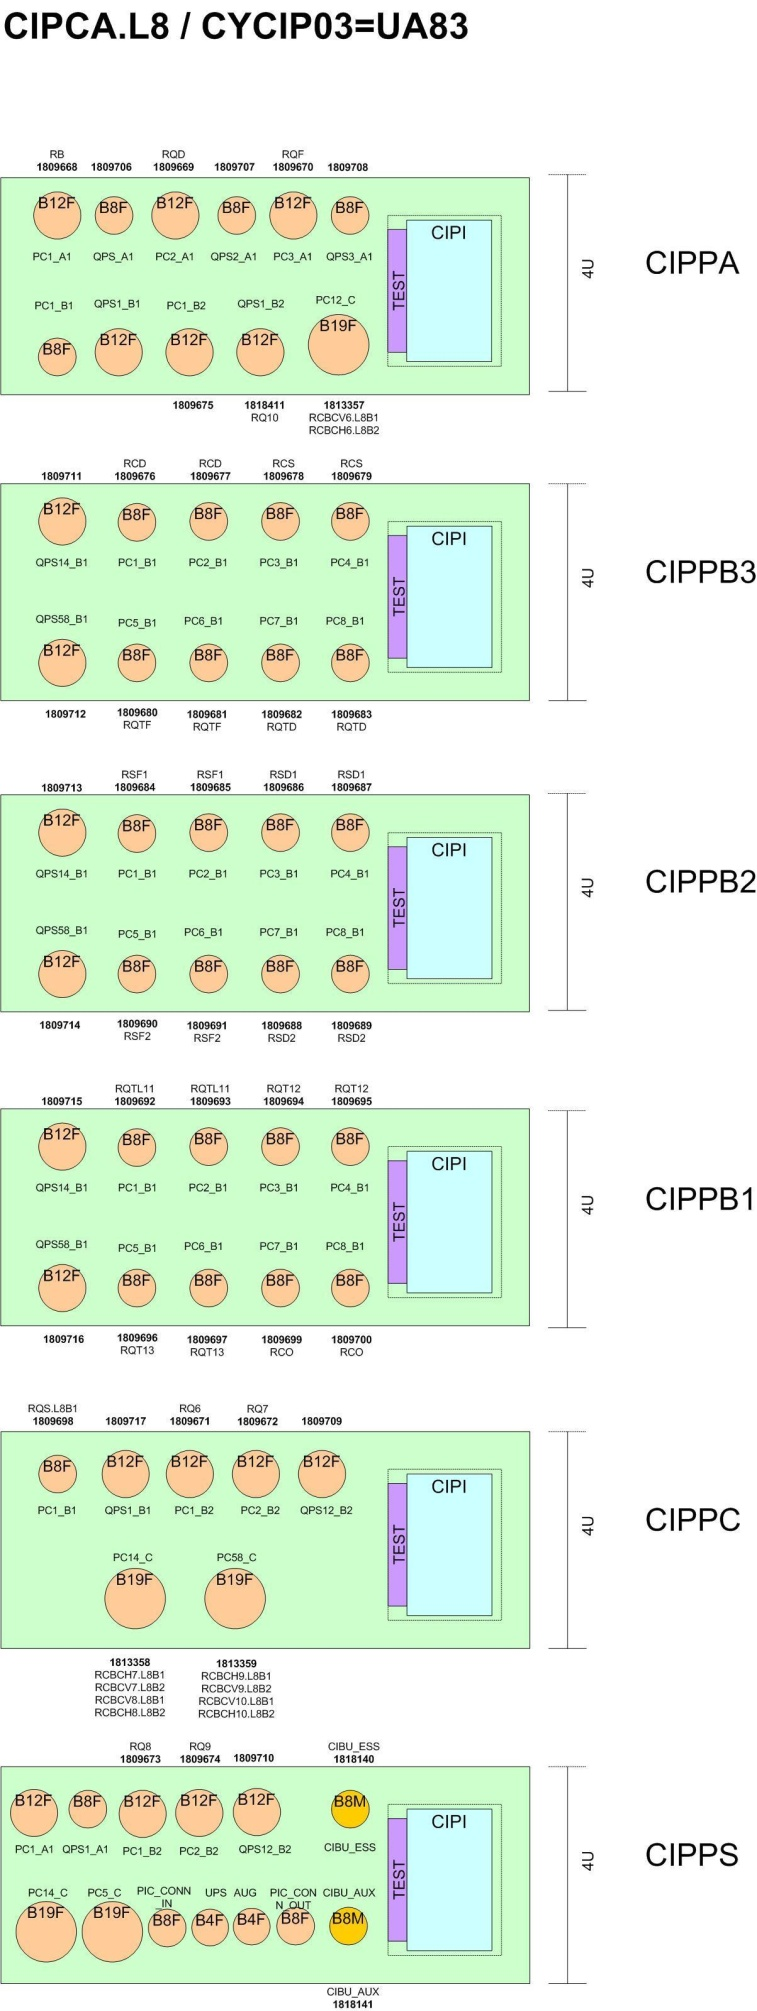 CIPCA.L8 / CYCIP03=UA83
RB RQD RQF
1809668 1809706 1809669 1809707 1809670 1809708
B12F B8F B12F B8F B12F B8F
PC1_A1 QPS_A1 PC2_A1 QPS2_A1 PC3_A1 QPS3_A1
PC1_B1 QPS1_B1 PC1_B2 QPS1_B2 PC12_C
B8F B12F B12F B12F B19F
TEST
CIPI
4U
CIPPA
1809675 1818411 1813357
RQ10 RCBCV6.L8B1
RCBCH6.L8B2
RCD RCD RCS RCS
1809711 1809676 1809677 1809678 1809679
B12F B8F B8F B8F B8F
QPS14_B1 PC1_B1 PC2_B1 PC3_B1 PC4_B1
QPS58_B1 PC5_B1 PC6_B1 PC7_B1 PC8_B1
B12F B8F B8F B8F B8F
TEST
CIPI
4U
CIPPB3
1809712 1809680 1809681 1809682 1809683
RQTF RQTF RQTD RQTD
RSF1 RSF1 RSD1 RSD1
1809713 1809684 1809685 1809686 1809687
B12F B8F B8F B8F B8F
QPS14_B1 PC1_B1 PC2_B1 PC3_B1 PC4_B1
QPS58_B1 PC5_B1 PC6_B1 PC7_B1 PC8_B1
B12F B8F B8F B8F B8F
TEST
CIPI
4U
CIPPB2
1809714 1809690 1809691 1809688 1809689
RSF2 RSF2 RSD2 RSD2
RQTL11 RQTL11 RQT12 RQT12
1809715 1809692 1809693 1809694 1809695
B12F B8F B8F B8F B8F
QPS14_B1 PC1_B1 PC2_B1 PC3_B1 PC4_B1
QPS58_B1 PC5_B1 PC6_B1 PC7_B1 PC8_B1
B12F B8F B8F B8F B8F
TEST
CIPI
4U
CIPPB1
1809716 1809696 1809697 1809699 1809700
RQT13 RQT13 RCO RCO
RQS.L8B1 RQ6 RQ7
1809698 1809717 1809671 1809672 1809709
B8F B12F B12F B12F B12F
PC1_B1 QPS1_B1 PC1_B2 PC2_B2 QPS12_B2
PC14_C PC58_C
B19F B19F
TEST
CIPI
4U
CIPPC
1813358 1813359
RCBCH7.L8B1 RCBCH9.L8B1
RCBCV7.L8B2 RCBCV9.L8B2
RCBCV8.L8B1 RCBCV10.L8B1
RCBCH8.L8B2 RCBCH10.L8B2
RQ8 RQ9 CIBU_ESS
1809673 1809674 1809710 1818140
B12F B8F B12F B12F B12F B8M
PC1_A1 QPS1_A1 PC1_B2 PC2_B2 QPS12_B2 CIBU_ESS
PC14_C PC5_C PIC_CONN_IN UPS AUG PIC_CONN_OUT CIBU_AUX
B19F B19F B8F B4F B4F B8F B8M
TEST
CIPI
4U
CIPPS
CIBU_AUX
1818141